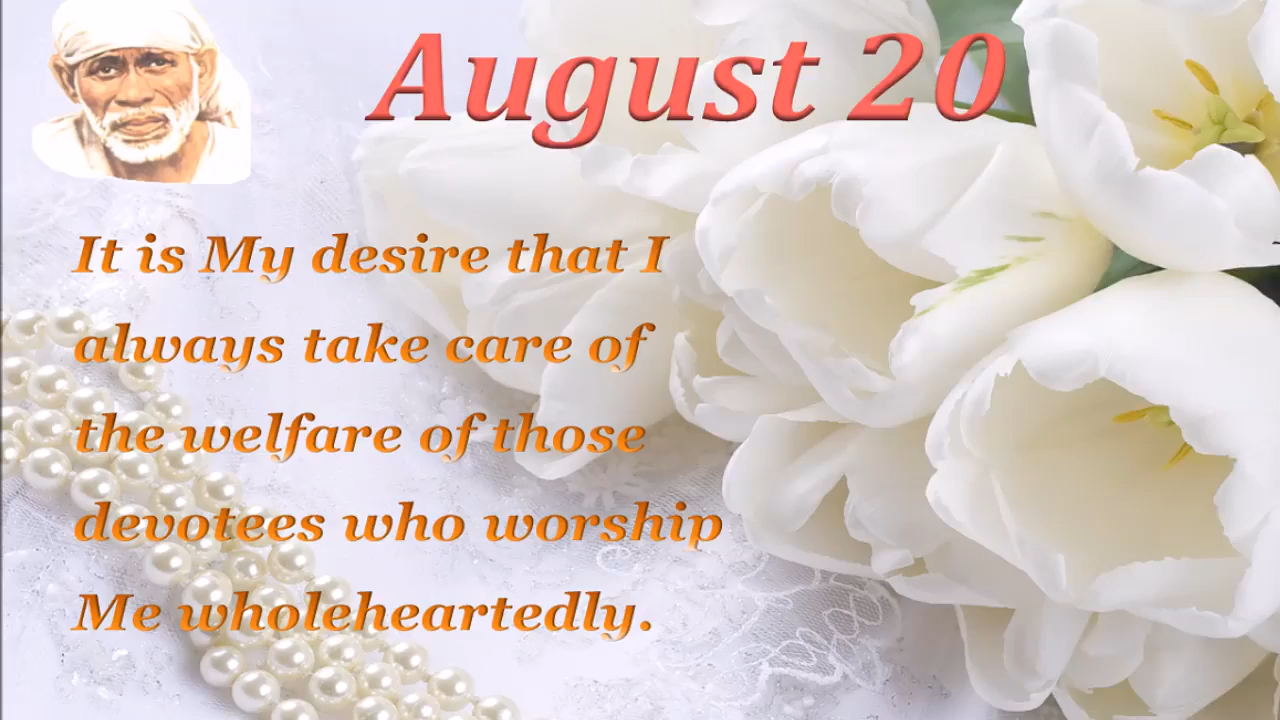 August 20
It is My desire that I
always take care of
the welfare of those
devotees who worship
Me wholeheartedly.